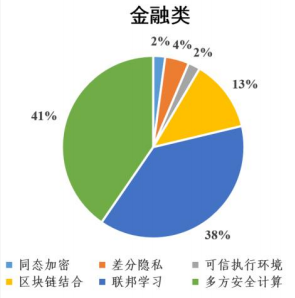 金融类
2% 4% 2%
13%
41%
38%
同态加密 差分隐私 可信执行环境
区块链结合 联邦学习 多方安全计算